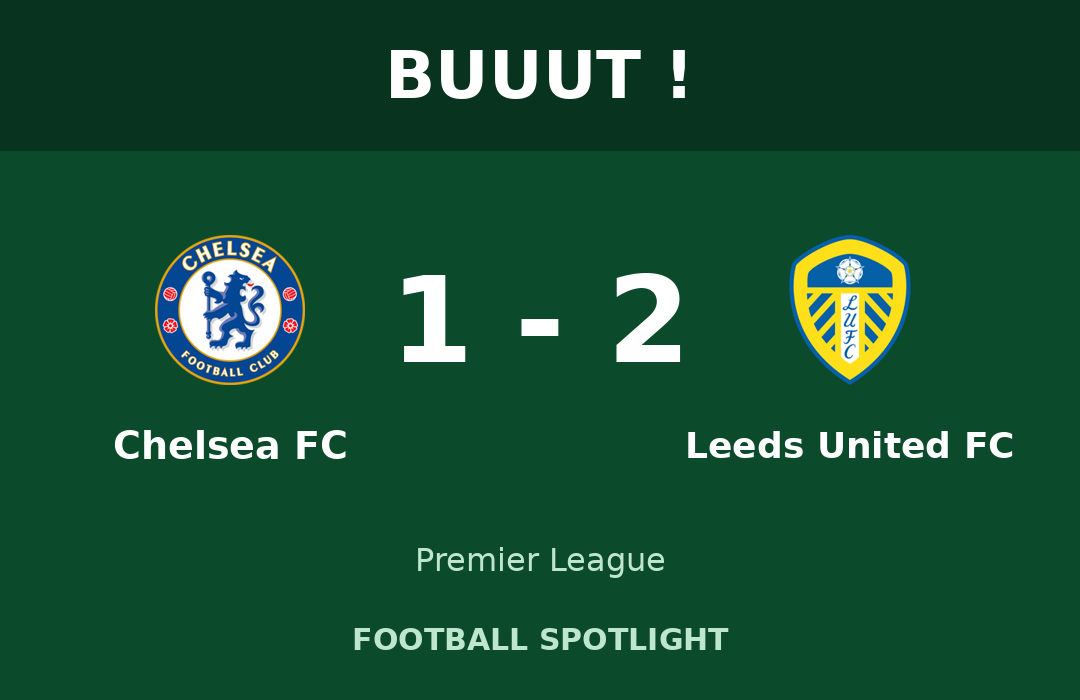 BUUUT !
CHELSEA
FOOTBALL CLUB
1 - 2
LUFC
Chelsea FC
Leeds United FC
Premier League
FOOTBALL SPOTLIGHT